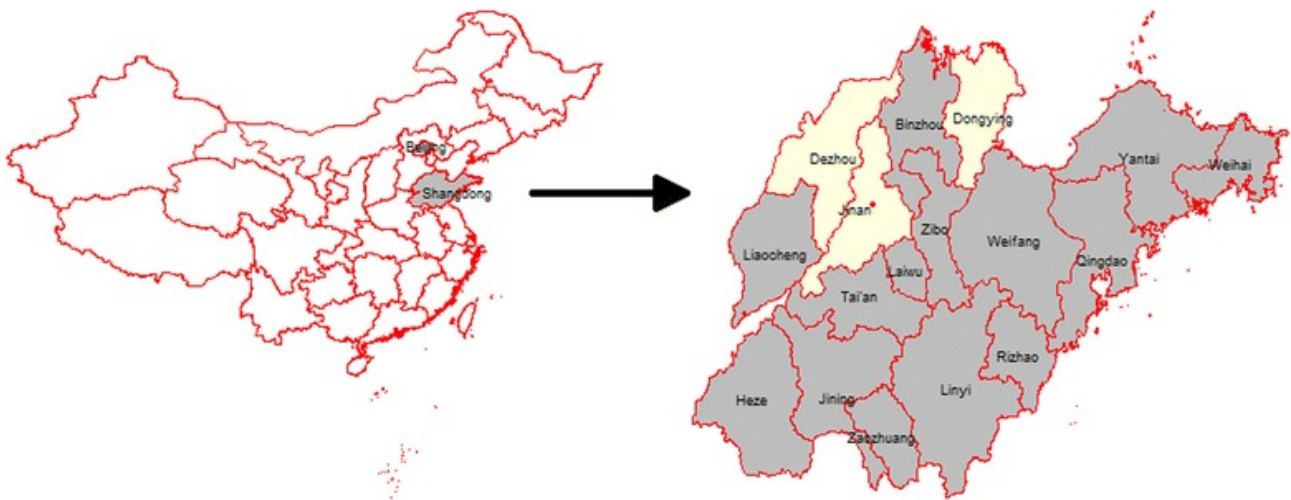 Beijing
Shangdong
Binzhou
Dongying
Dezhou
Yantai
Weihai
Jinan
Zibo
Weifang
Liaocheng
Laiwu
Qingdao
Tai'an
Rizhao
Heze
Jining
Linyi
Zaozhuang